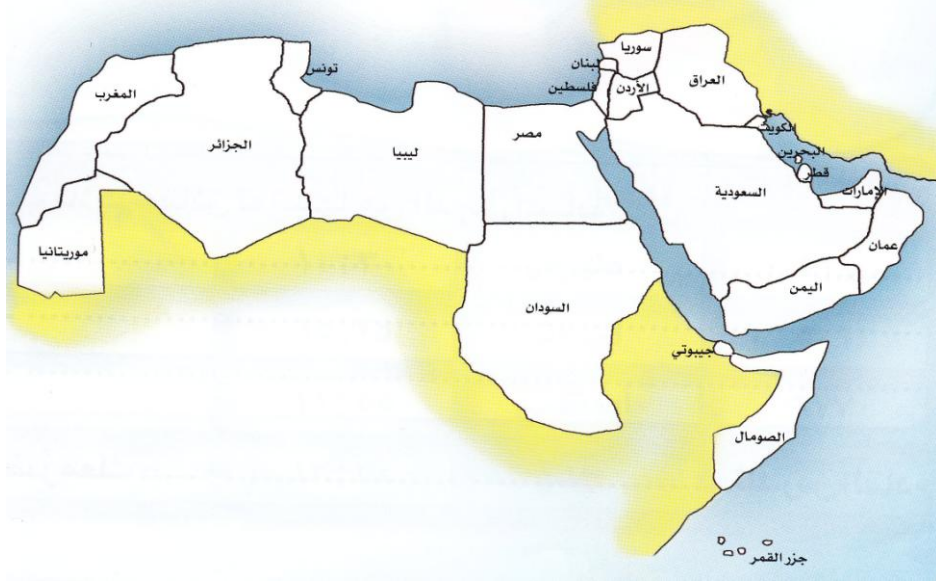 سوريا
لبنان
العراق
تونس
فلسطين
الأردن
المغرب
الكويت
مصر
الجزائر
ليبيا
البحرين
قطر
السعودية
الإمارات
موريتانيا
عمان
اليمن
السودان
جيبوتي
الصومال
جزر القمر